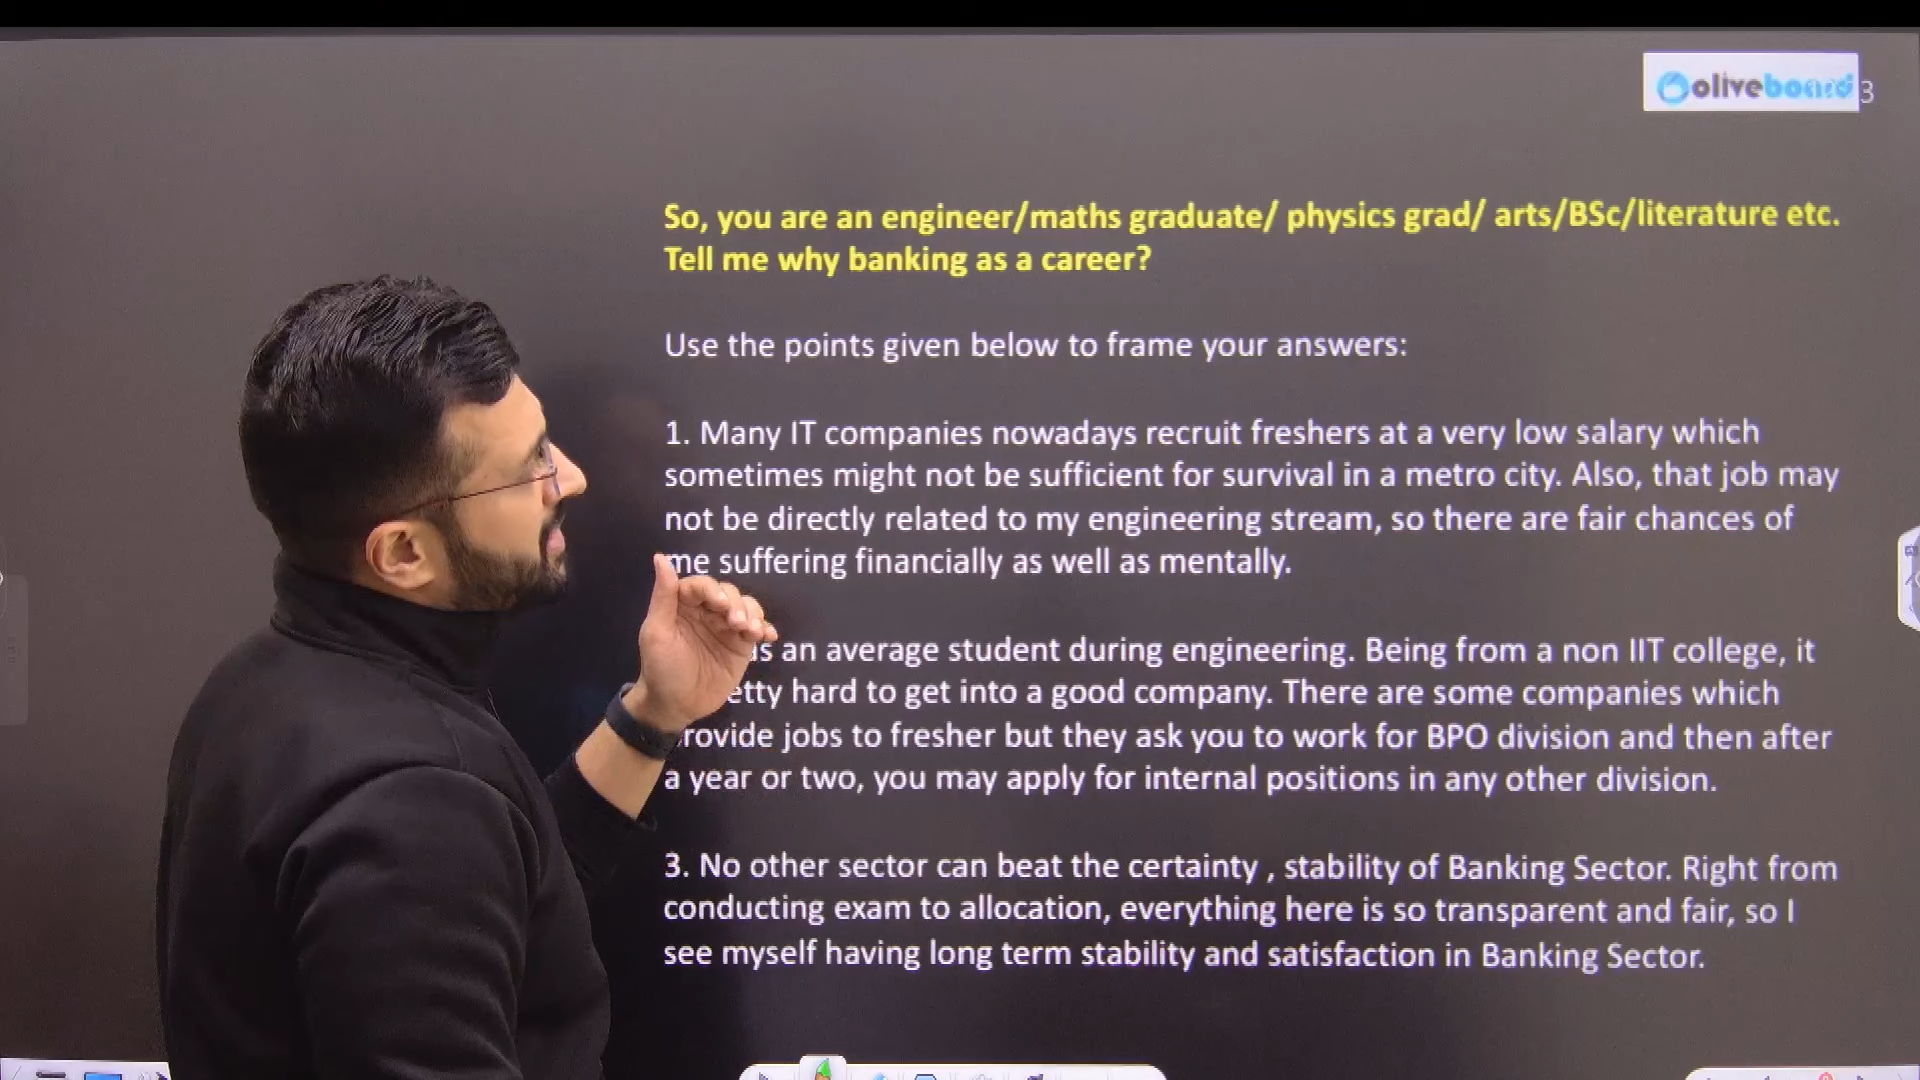 oliveboard
3
So, you are an engineer/maths graduate/ physics grad/ arts/BSc/literature etc.
Tell me why banking as a career?
Use the points given below to frame your answers:
1. Many IT companies nowadays recruit freshers at a very low salary which
sometimes might not be sufficient for survival in a metro city. Also, that job may
not be directly related to my engineering stream, so there are fair chances of
me suffering financially as well as mentally.
an average student during engineering. Being from a non IIT college, it
hard to get into a good company. There are some companies which
provide jobs to fresher but they ask you to work for BPO division and then after
a year or two, you may apply for internal positions in any other division.
3. No other sector can beat the certainty , stability of Banking Sector. Right from
conducting exam to allocation, everything here is so transparent and fair, so I
see myself having long term stability and satisfaction in Banking Sector.